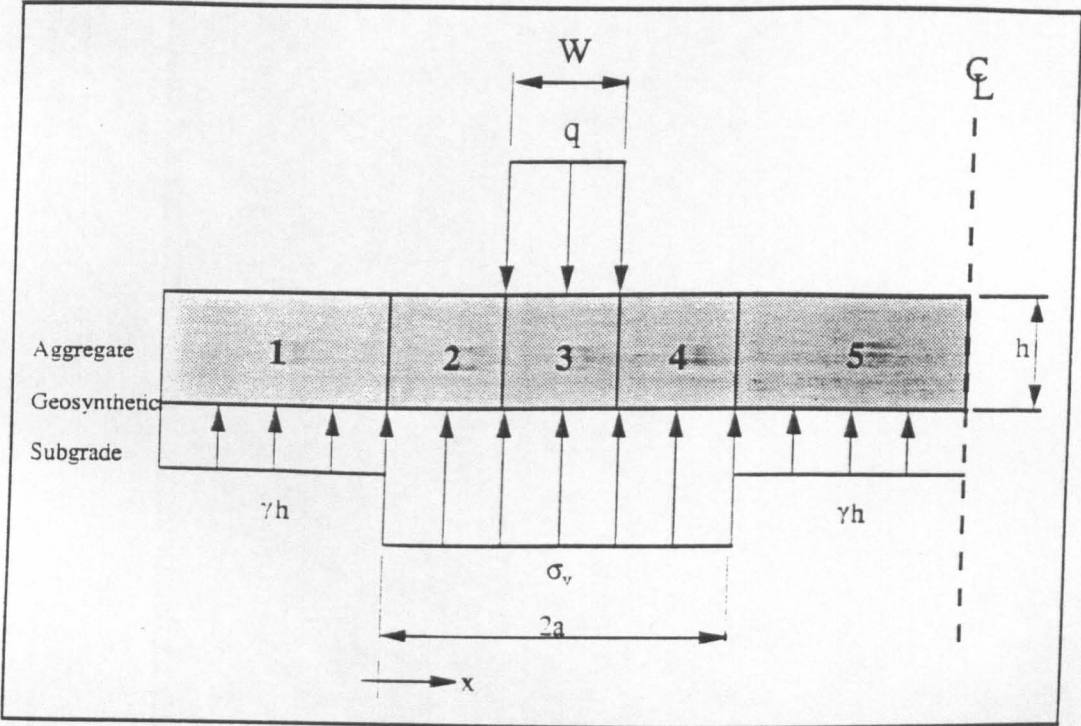 W
℄
q
Aggregate
1
2
3
4
5
h
Geosynthetic
Subgrade
γh
γh
σv
2a
x